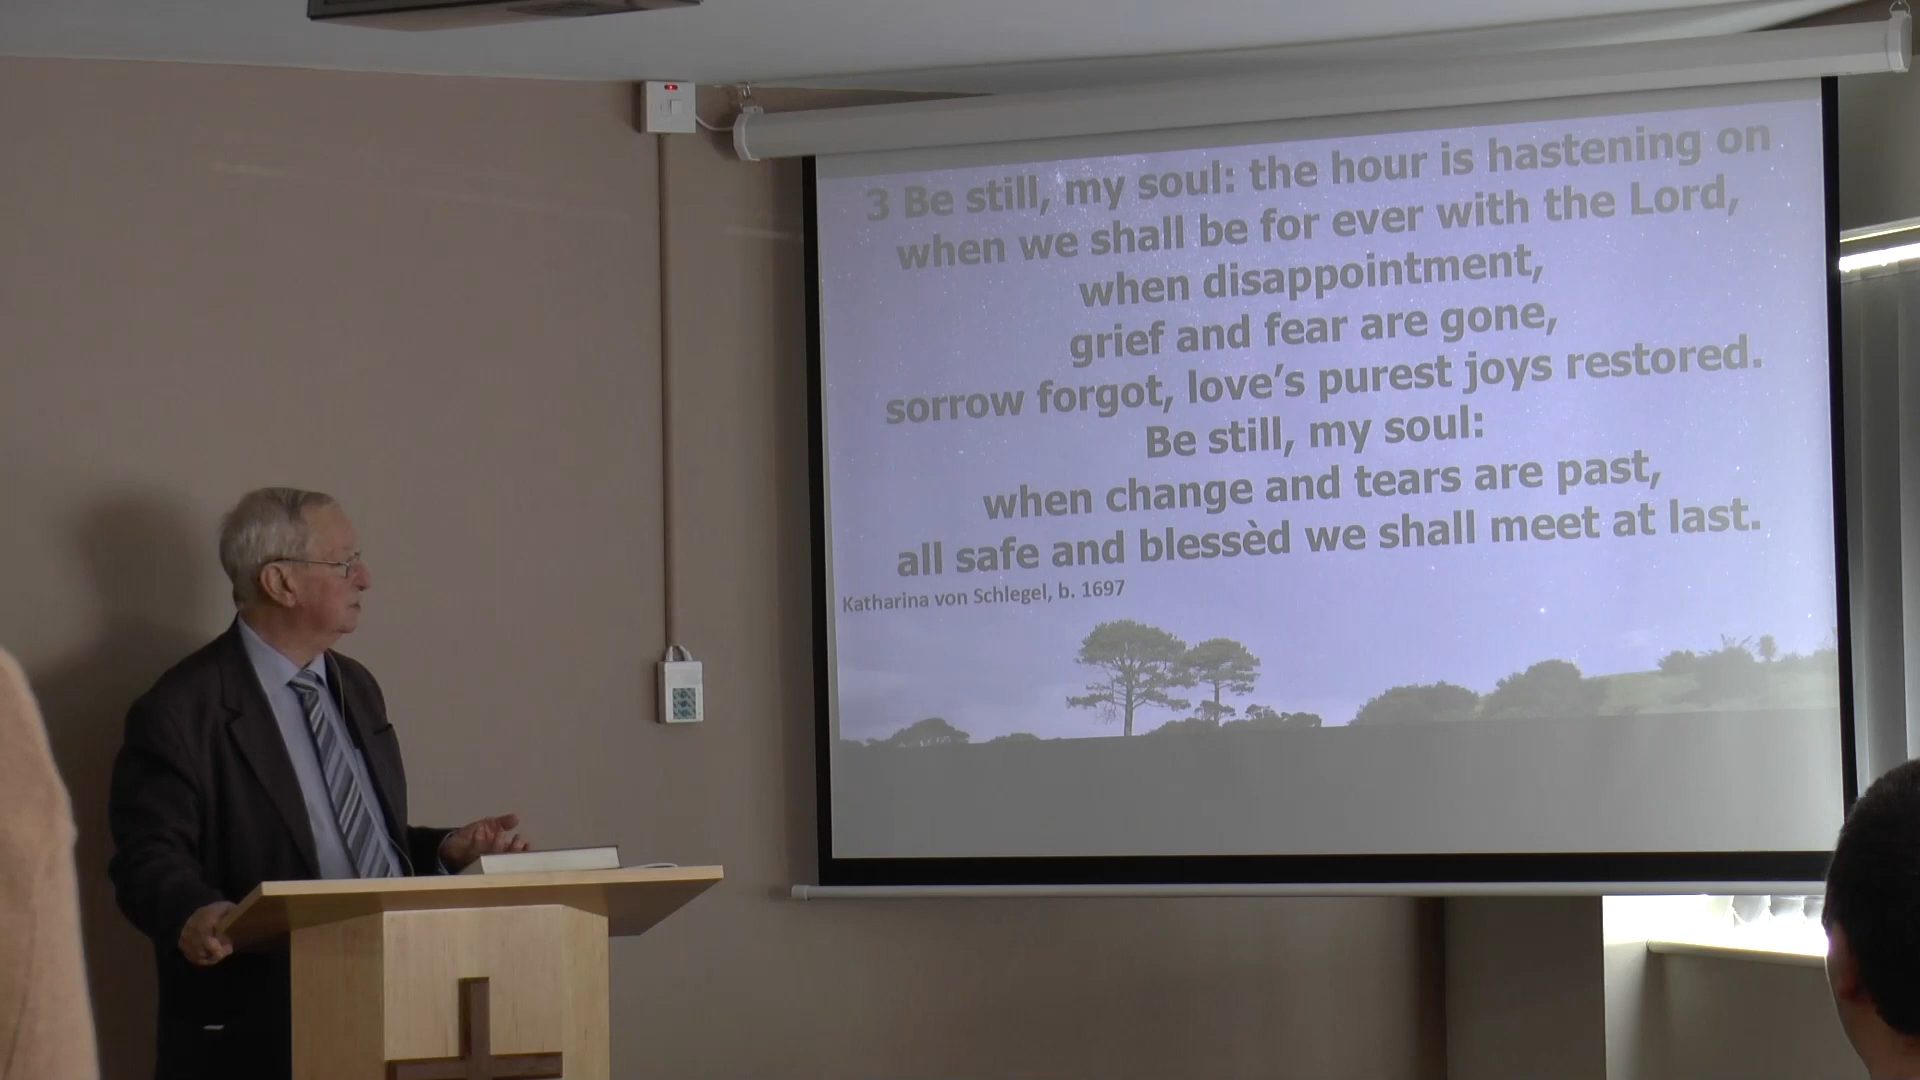 3 Be still, my soul: the hour is hastening on
when we shall be for ever with the Lord,
when disappointment,
grief and fear are gone,
sorrow forgot, love’s purest joys restored.
Be still, my soul:
when change and tears are past,
all safe and blessèd we shall meet at last.
Katharina von Schlegel, b. 1697